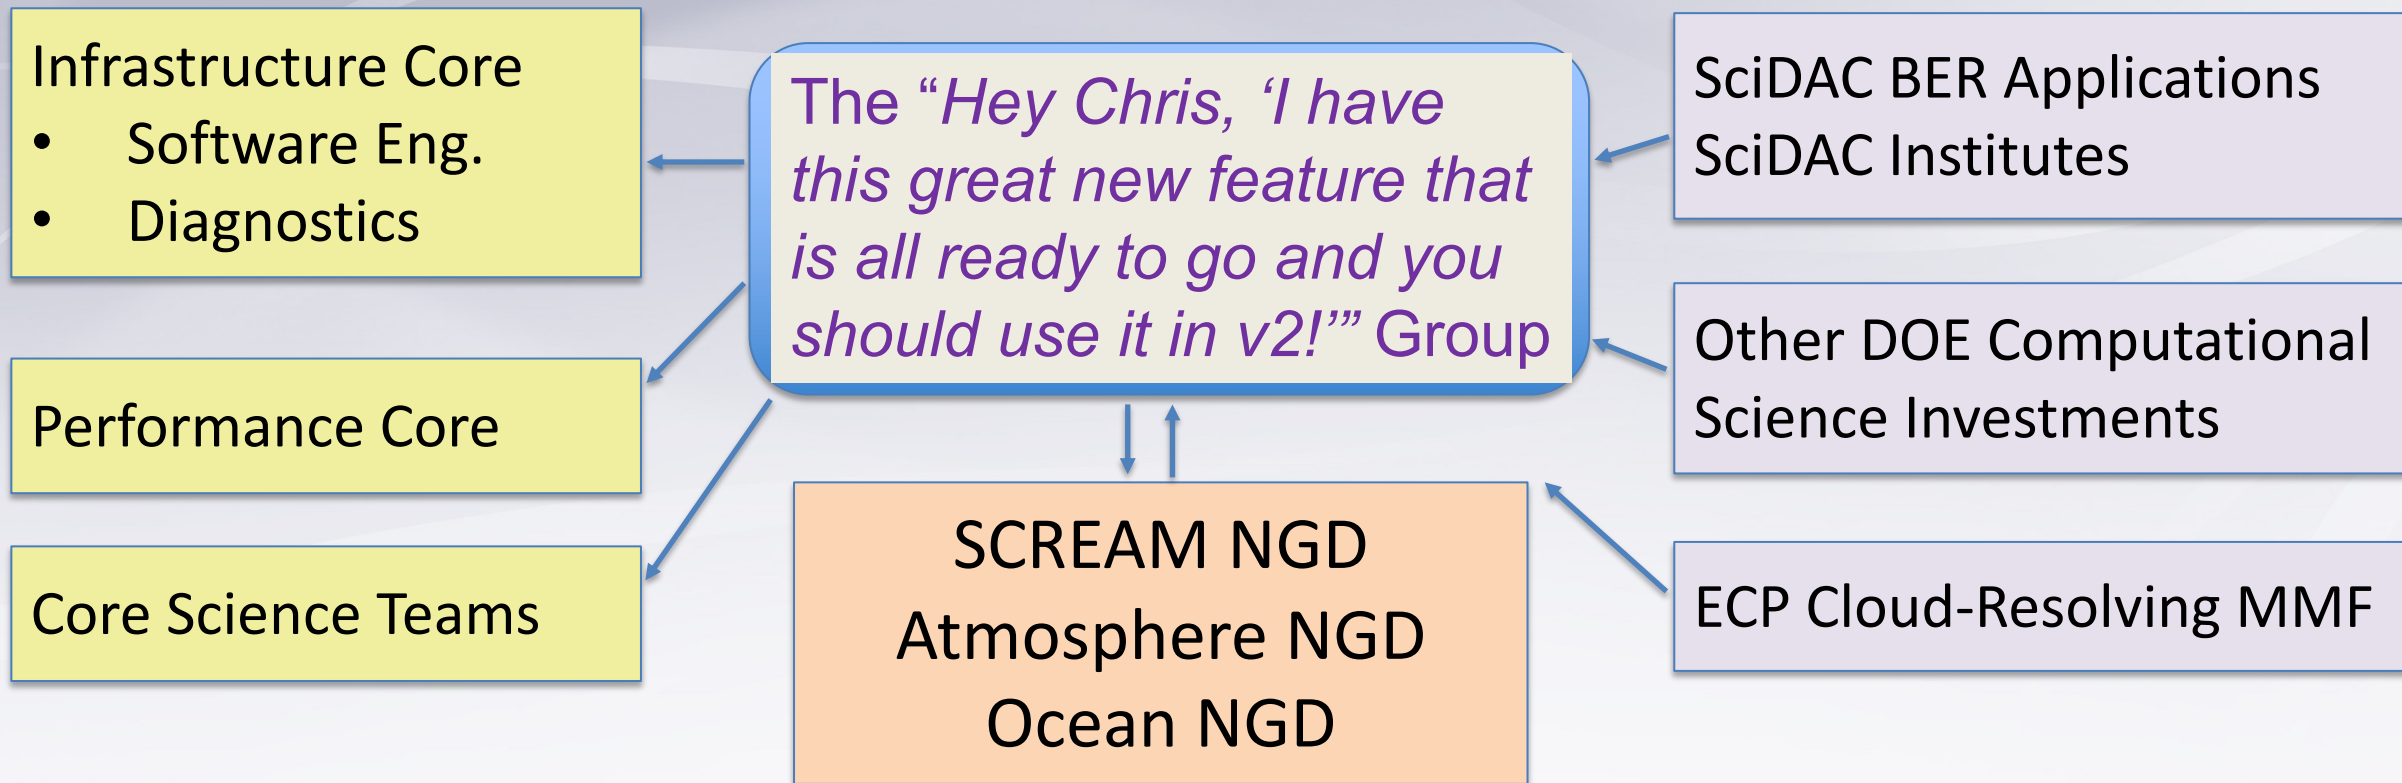 Infrastructure Core
• Software Eng.
• Diagnostics
Performance Core
Core Science Teams
The “Hey Chris, ‘I have
this great new feature that
is all ready to go and you
should use it in v2!’” Group
SCREAM NGD
Atmosphere NGD
Ocean NGD
SciDAC BER Applications
SciDAC Institutes
Other DOE Computational
Science Investments
ECP Cloud-Resolving MMF